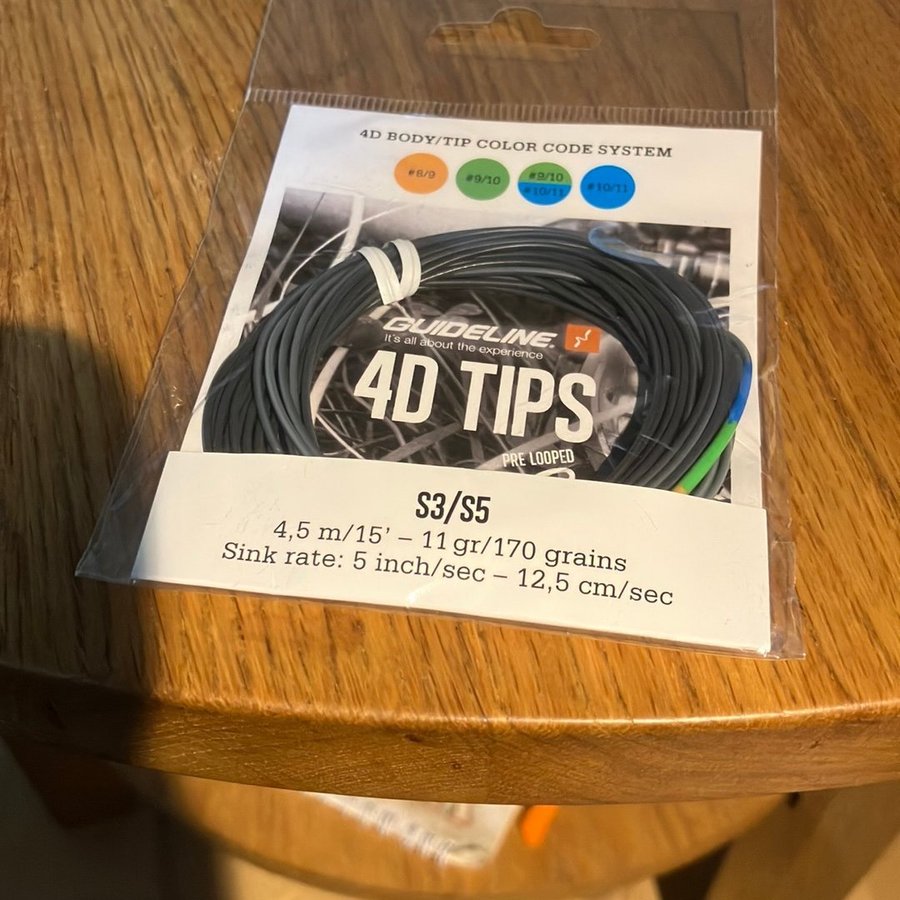 4D BODY/TIP COLOR CODE SYSTEM
#8/9
#9/10
#9/10
#10/11
#10/11
GUIDELINE.
It's all about the experience
4D TIPS
PRE LOOPED
S3/S5
4,5 m/15' – 11 gr/170 grains
Sink rate: 5 inch/sec – 12,5 cm/sec